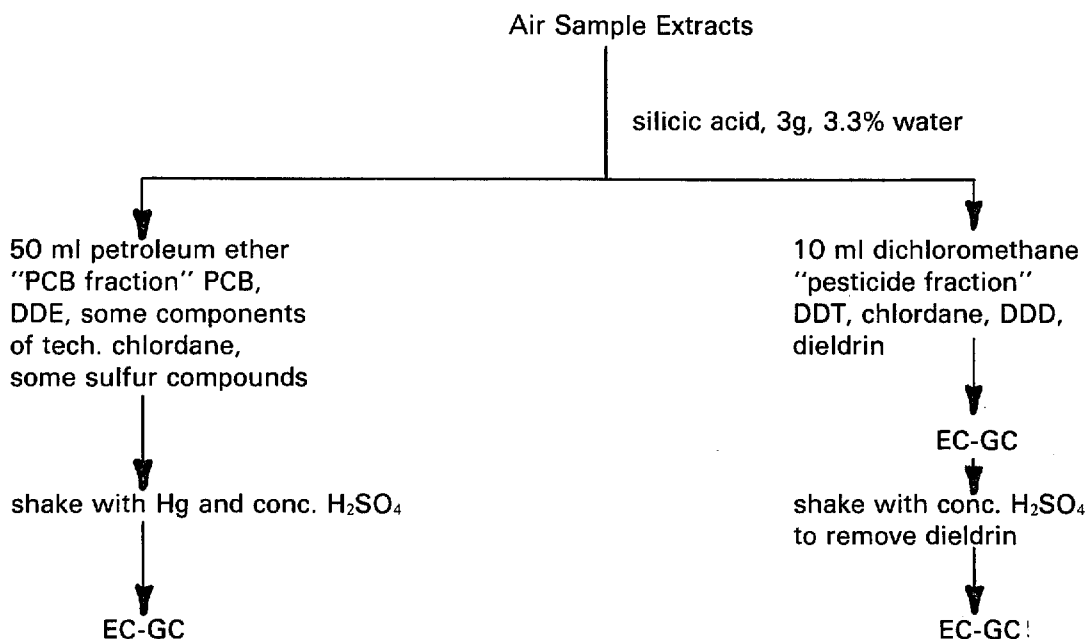 Air Sample Extracts
silicic acid, 3g, 3.3% water
50 ml petroleum ether
"PCB fraction" PCB,
DDE, some components
of tech. chlordane,
some sulfur compounds
shake with Hg and conc. H₂SO₄
EC-GC
10 ml dichloromethane
"pesticide fraction"
DDT, chlordane, DDD,
dieldrin
EC-GC
shake with conc. H₂SO₄
to remove dieldrin
EC-GC